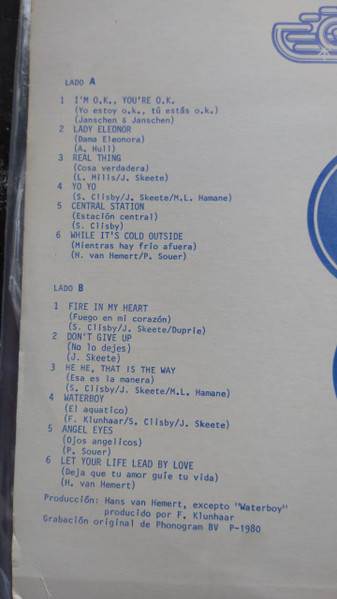 LADO A
1 I'M O.K., YOU'RE O.K.
(Yo estoy o.k., tú estás o.k.)
(Janschen & Janschen)
2 LADY ELEONOR
(Dama Eleonora)
(A. Hull)
3 REAL THING
(Cosa verdadera)
(L. Mills/J. Skeete)
4 YO YO
(S. Clisby/J. Skeete/M.L. Hamane)
5 CENTRAL STATION
(Estación central)
(S. Clisby)
6 WHILE IT'S COLD OUTSIDE
(Mientras hay frío afuera)
(H. van Hemert/P. Souer)
LADO B
1 FIRE IN MY HEART
(Fuego en mi corazón)
(S. Clisby/J. Skeete/Duprie)
2 DON'T GIVE UP
(No lo dejes)
(J. Skeete)
3 HE HE, THAT IS THE WAY
(Esa es la manera)
(S. Clisby/J. Skeete/M.L. Hamane)
4 WATERBOY
(El aquatico)
(F. Klunhaar/S. Clisby/J. Skeete)
5 ANGEL EYES
(Ojos angelicos)
(P. Souer)
6 LET YOUR LIFE LEAD BY LOVE
(Deja que tu amor guíe tu vida)
(H. van Hemert)
Producción: Hans van Hemert, excepto "Waterboy"
producido por F. Klunhaar
Grabación original de Phonogram BV P-1980